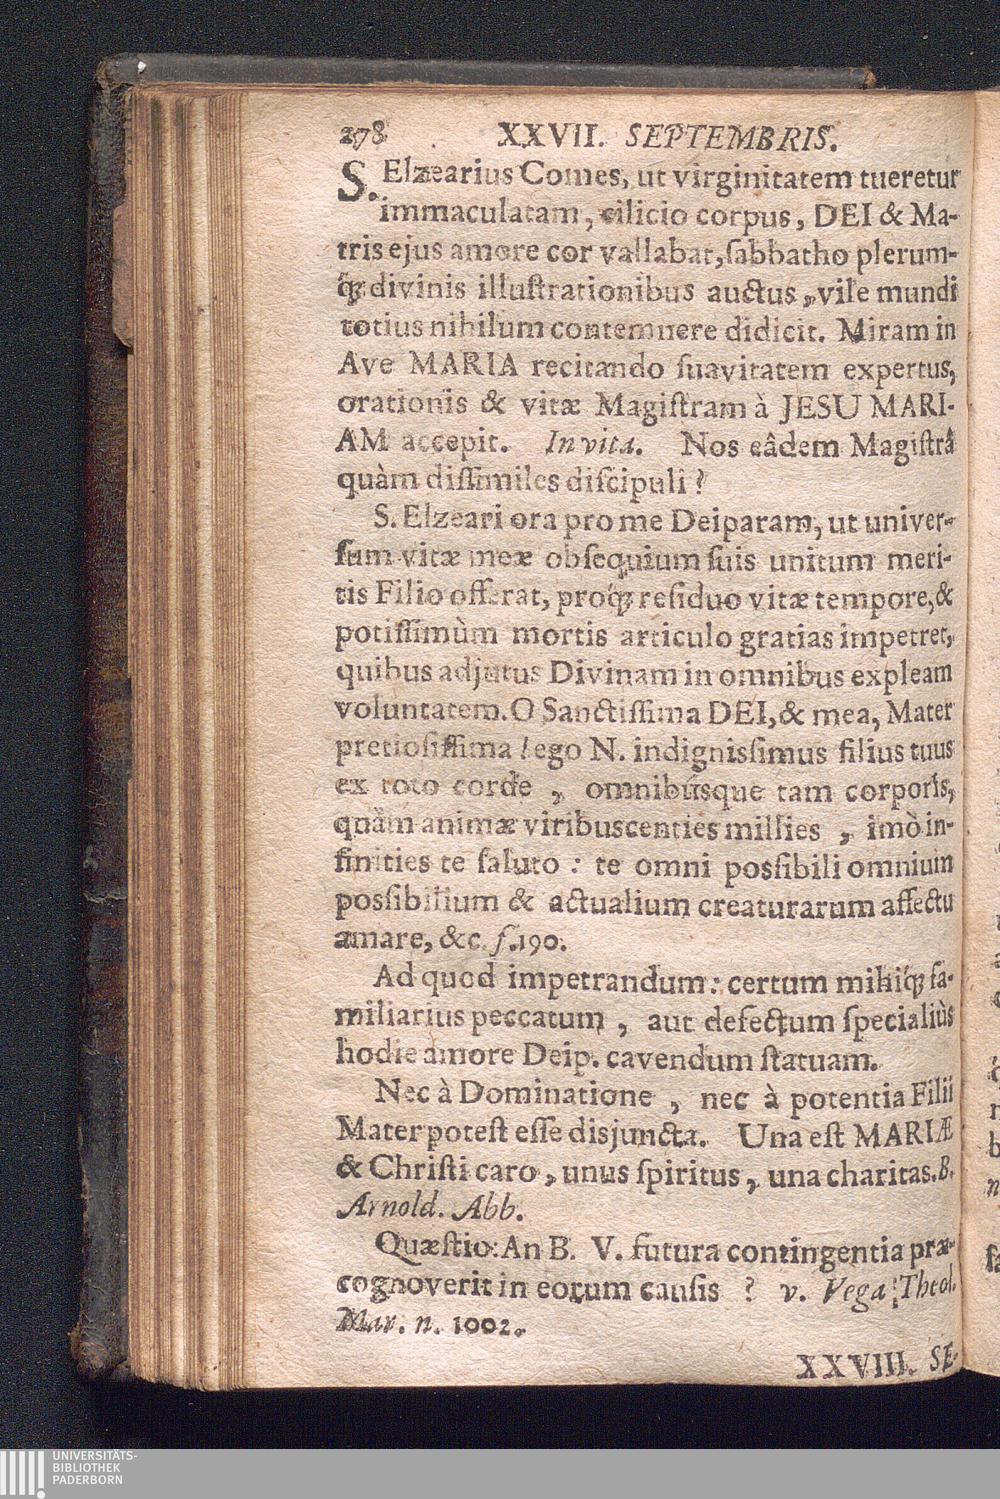 278 XXVII. SEPTEMBRIS.
S. Elzearius Comes, ut virginitatem tueretur
immaculatam, cilicio corpus, DEI & Ma-
tris ejus amore cor vallabat, ſabbatho plerum-
q́; divinis illuſtrationibus auctus, vile mundi
totius nihilum contemnere didicit. Miram in
Ave MARIA recitando ſuavitatem expertus,
orationis & vitæ Magiſtram à JESU MARI-
AM accepit. In vita. Nos eâdem Magiſtrâ
quàm diſſimiles diſcipuli?
S. Elzeari ora pro me Deiparam, ut univer-
ſum vitæ meæ obſequium ſuis unitum meri-
tis Filio offerat, proq́; reſiduo vitæ tempore, &
potiſſimùm mortis articulo gratias impetret,
quibus adjutus Divinam in omnibus expleam
voluntatem. O Sanctiſſima DEI, & mea, Mater
pretioſiſſima! ego N. indignisſimus filius tuus
ex toto corde, omnibúsque tam corporis,
quàm animæ viribus centies millies, imò in-
finities te ſaluto: te omni posſibili omnium
posſibilium & actualium creaturarum affectu
amare, &c. f. 190.
Ad quod impetrandum: certum mihiq́; fa-
miliarius peccatum, aut defectum ſpecialiùs
hodie amore Deip. cavendum ſtatuam.
Nec à Dominatione, nec à potentia Filii
Mater poteſt eſſe disjuncta. Una eſt MARIÆ
& Chriſti caro, unus ſpiritus, una charitas. B.
Arnold. Abb.
Quæſtio: An B. V. futura contingentia præ-
cognoverit in eorum cauſis? v. Vega Theol.
Mar. n. 1002.
XXVIII. SE-
UNIVERSITÄTS-
BIBLIOTHEK
PADERBORN